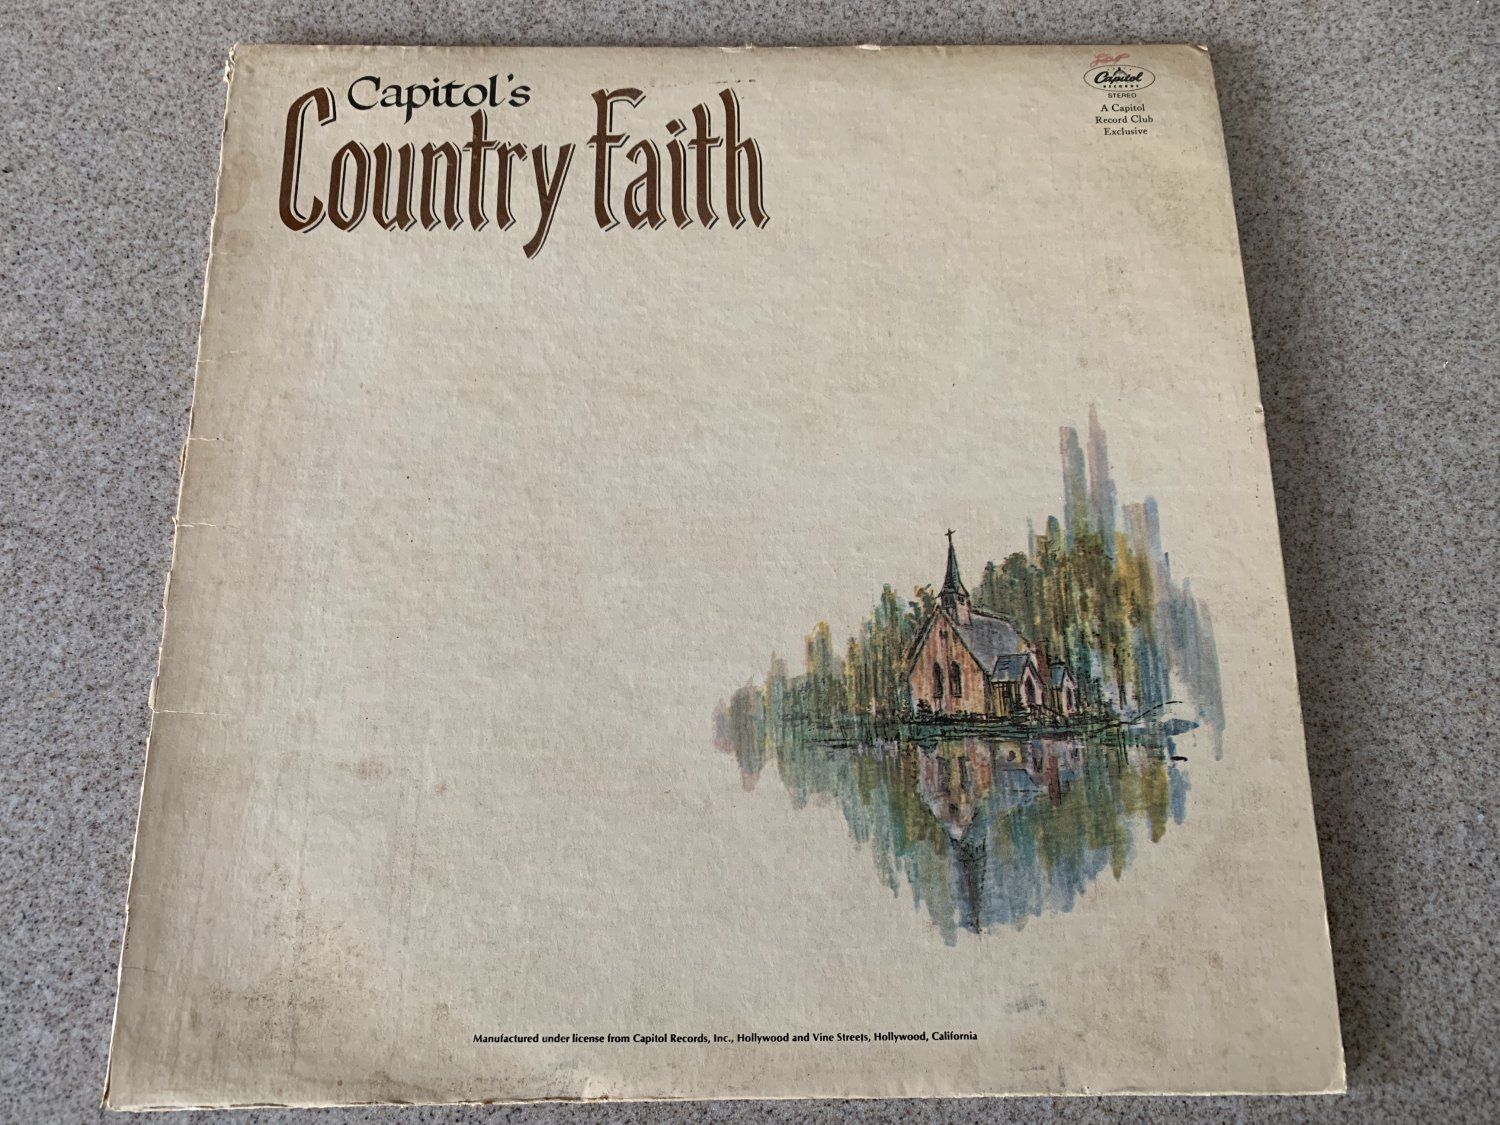 Capitol's
Country Faith
Capitol
RECORDS
STEREO
A Capitol
Record Club
Exclusive
Manufactured under license from Capitol Records, Inc., Hollywood and Vine Streets, Hollywood, California